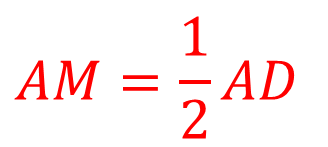 AM = 1/2 AD